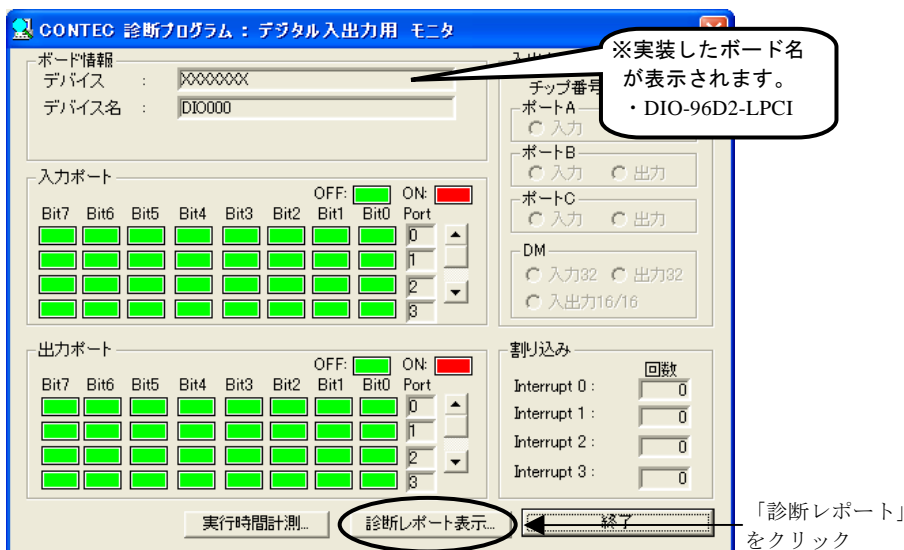 CONTEC 診断プログラム : デジタル入出力用 モニタ
ボード情報
デバイス : XXXXXXX
デバイス名 : DIO000
※実装したボード名
が表示されます。
・DIO-96D2-LPCI
チップ番号
ポートA
入力
ポートB
入力 出力
ポートC
入力 出力
DM
入力32 出力32
入出力16/16
入力ポート
OFF: ON:
Bit7 Bit6 Bit5 Bit4 Bit3 Bit2 Bit1 Bit0 Port
0
1
2
3
出力ポート
OFF: ON:
Bit7 Bit6 Bit5 Bit4 Bit3 Bit2 Bit1 Bit0 Port
0
1
2
3
割り込み
回数
Interrupt 0 : 0
Interrupt 1 : 0
Interrupt 2 : 0
Interrupt 3 : 0
実行時間計測... 診断レポート表示... 終了
「診断レポート」
をクリック